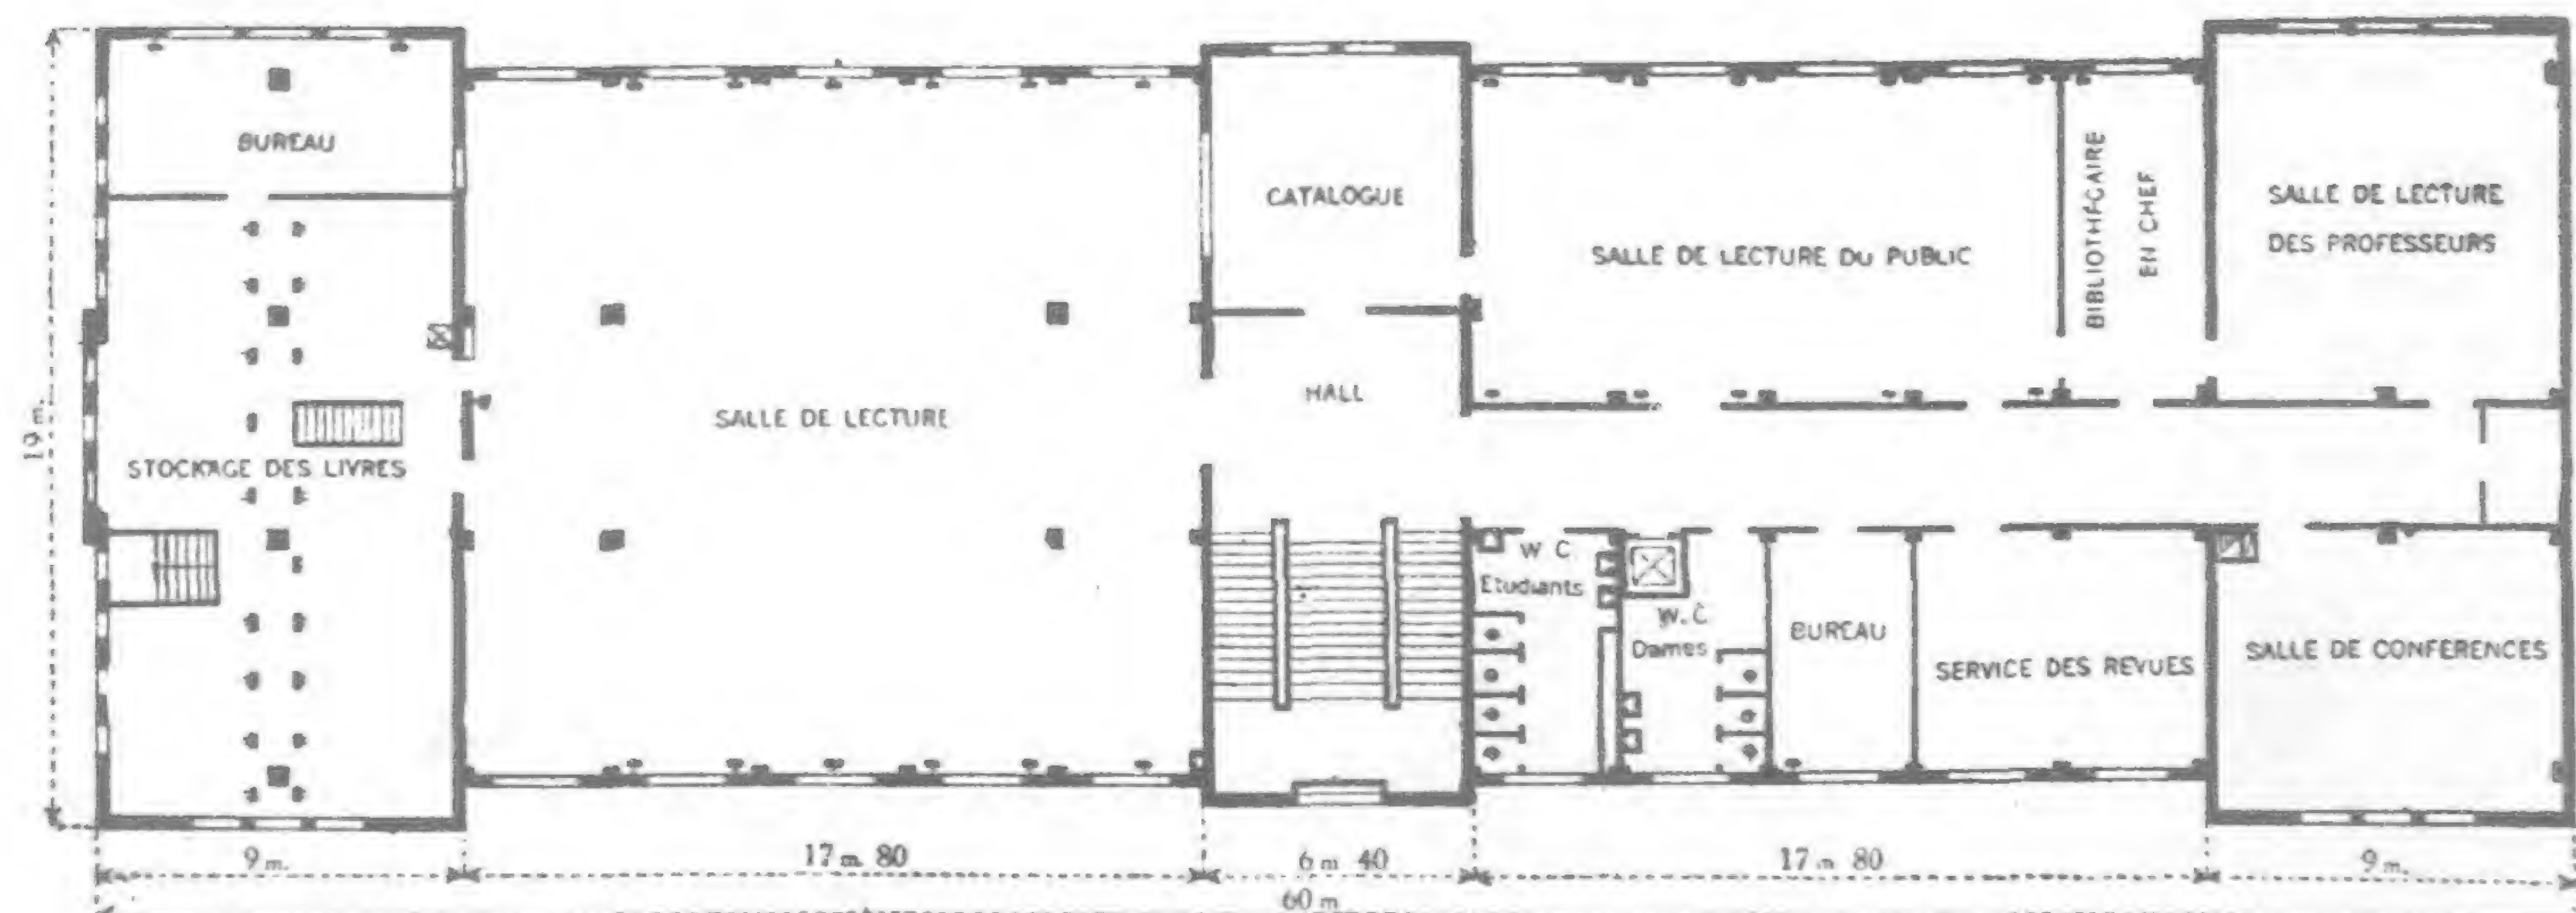 BUREAU
STOCKAGE DES LIVRES
SALLE DE LECTURE
CATALOGUE
HALL
SALLE DE LECTURE DU PUBLIC
BIBLIOTHÉCAIRE
EN CHEF
SALLE DE LECTURE
DES PROFESSEURS
W C
Etudiants
W.C
Dames
BUREAU
SERVICE DES REVUES
SALLE DE CONFERENCES
19 m.
9 m.
17 m 80
6 m 40
17 m 80
9 m.
60 m